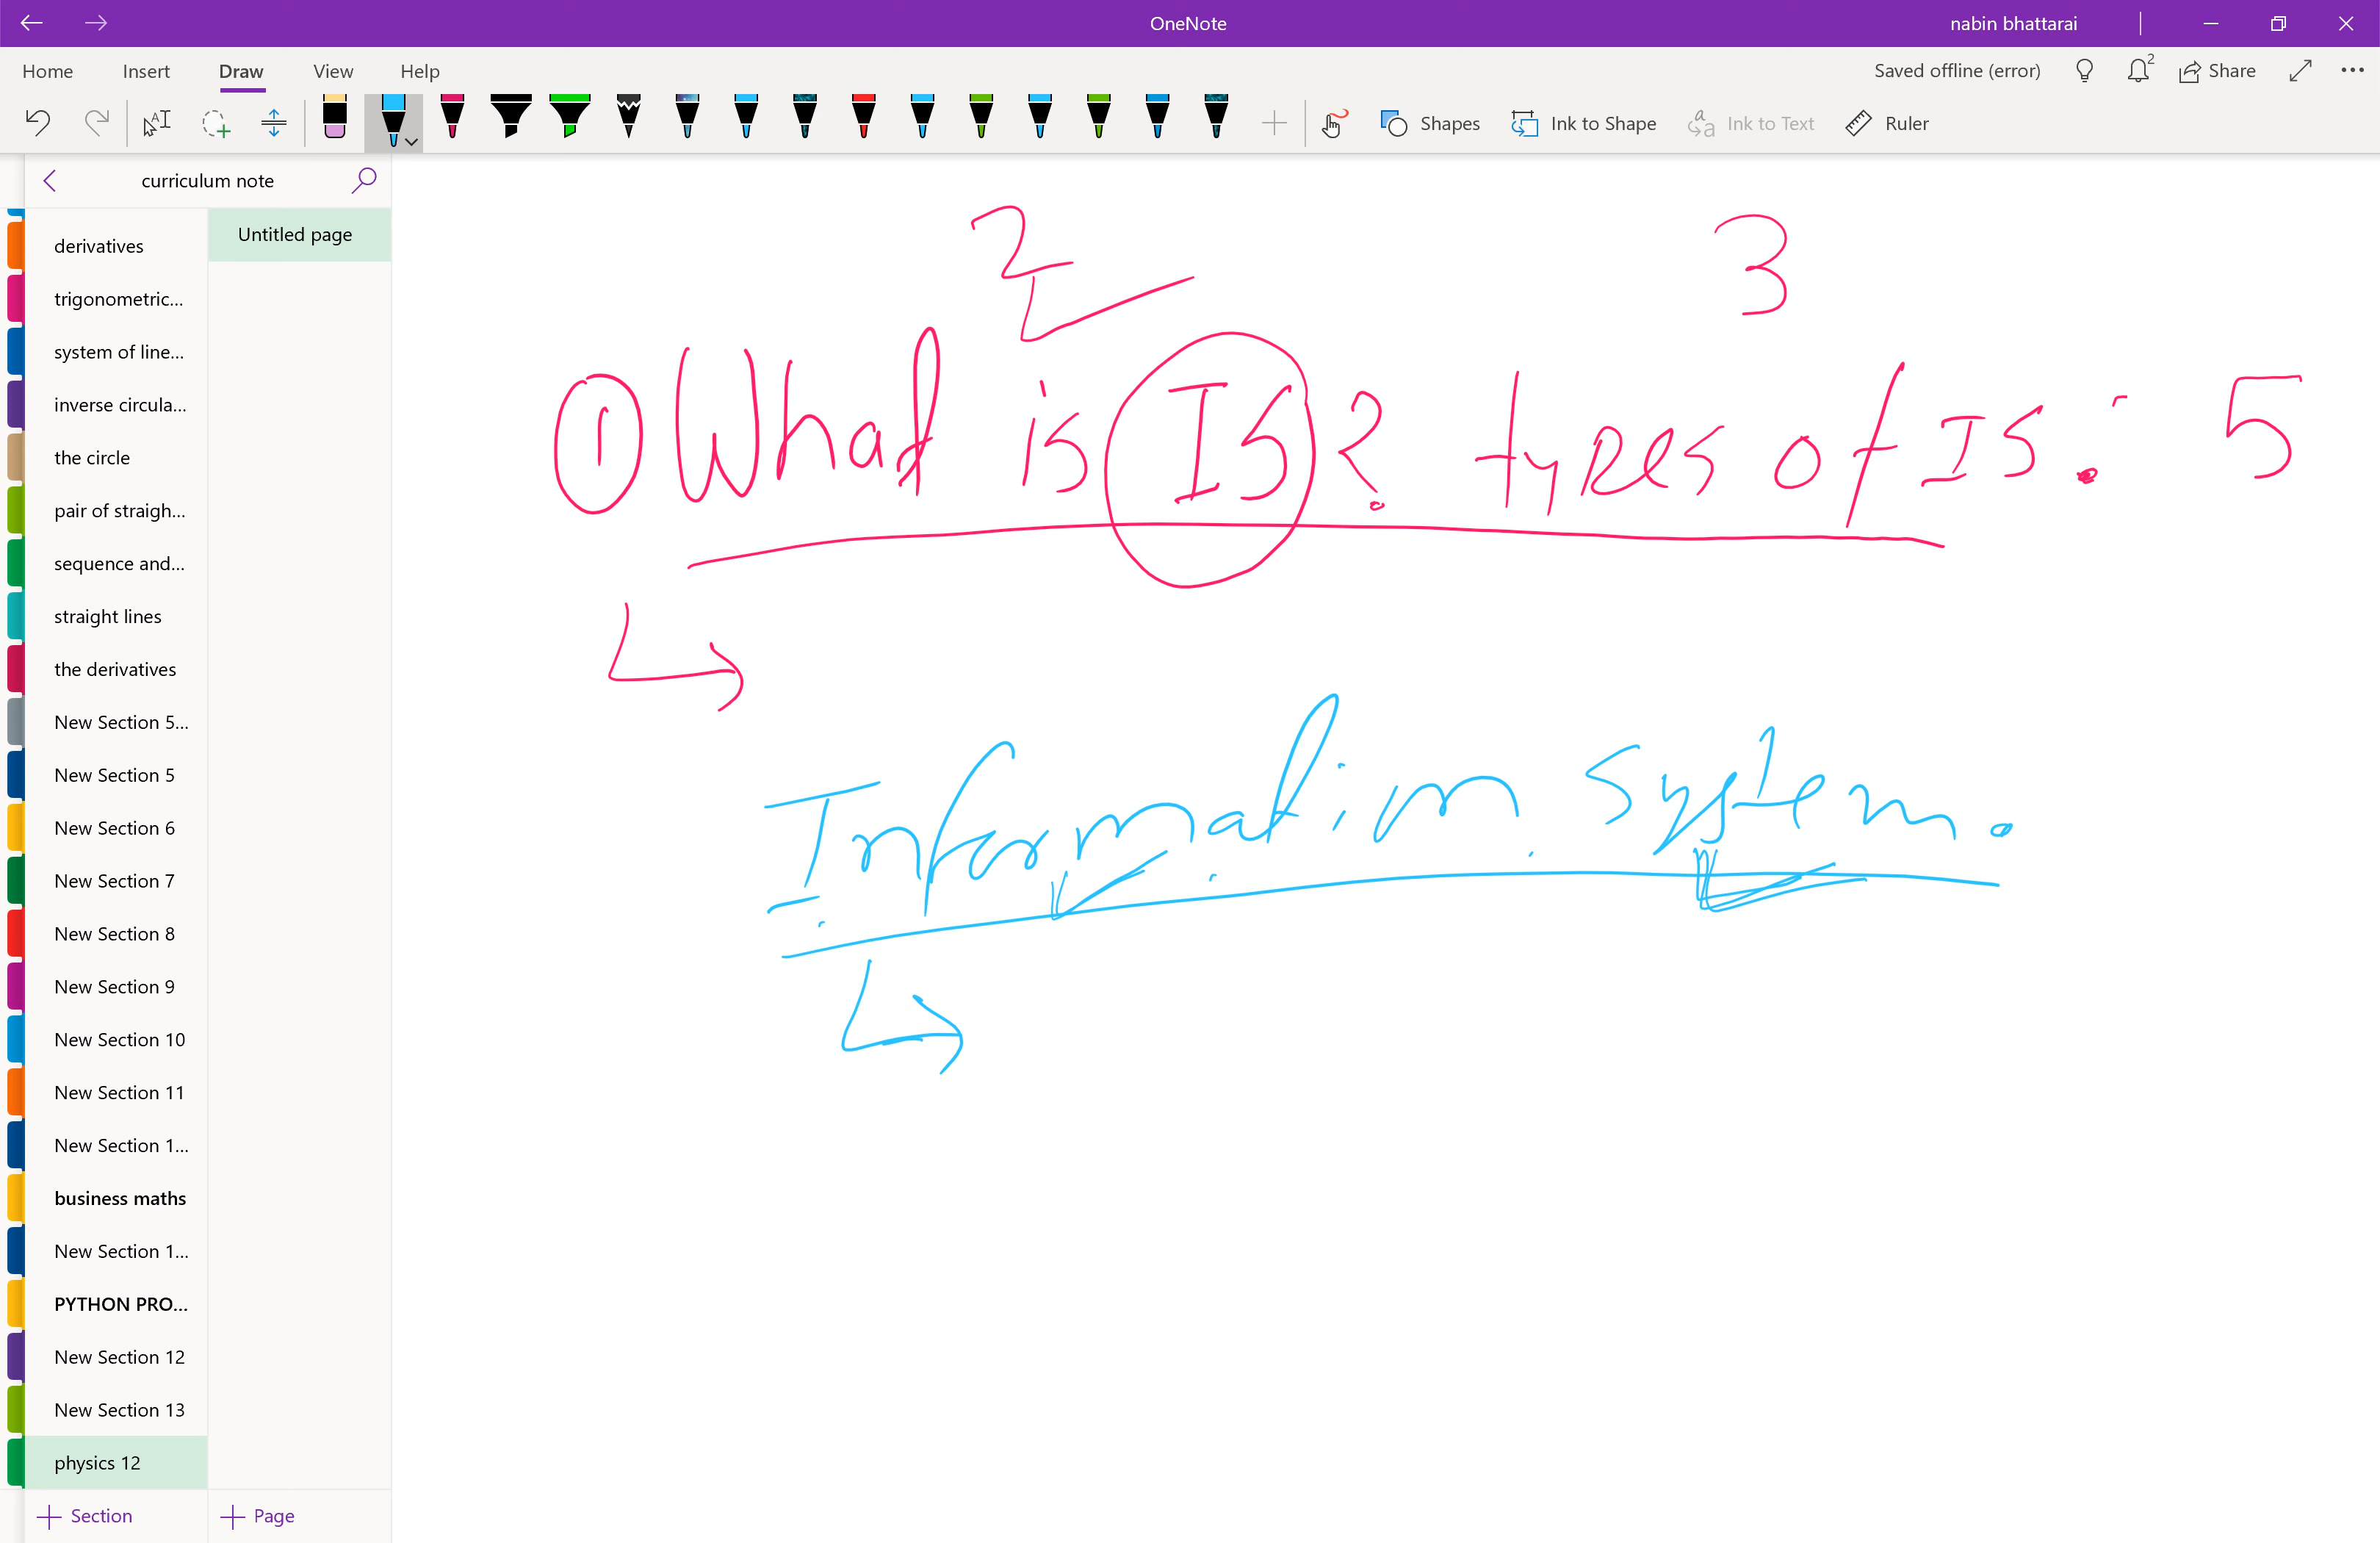 OneNote
nabin bhattarai
Home Insert Draw View Help
Saved offline (error) 2 Share
Shapes Ink to Shape Ink to Text Ruler
curriculum note
Untitled page
derivatives
trigonometric...
system of line...
inverse circula...
the circle
pair of straigh...
sequence and...
straight lines
the derivatives
New Section 5...
New Section 5
New Section 6
New Section 7
New Section 8
New Section 9
New Section 10
New Section 11
New Section 1...
business maths
New Section 1...
PYTHON PRO...
New Section 12
New Section 13
physics 12
+ Section
+ Page
2 3
① What is IS? types of IS. 5
Information System.